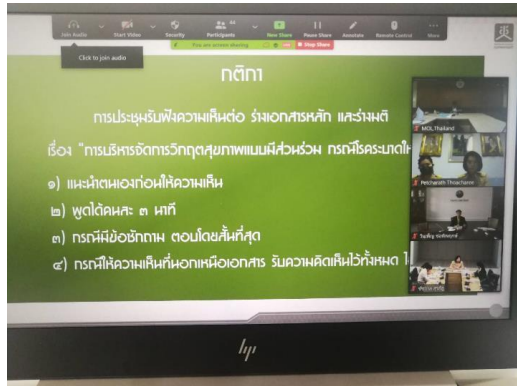 Join Audio Start Video Security Participants 44 New Share Pause Share Annotate Remote Control More
You are screen sharing Stop Share
Click to join audio
กติกา
การประชุมรับฟังความเห็นต่อ ร่างเอกสารหลัก และร่างมติ
เรื่อง "การบริหารจัดการวิกฤตสุขภาพแบบมีส่วนร่วม กรณีโรคระบาดให
๑) แนะนำตนเองก่อนให้ความเห็น
๒) พูดได้คนละ ๓ นาที
๓) กรณีมีข้อซักถาม ตอบโดยสั้นที่สุด
๔) กรณีให้ความเห็นที่นอกเหนือเอกสาร รับความคิดเห็นไว้ทั้งหมด
MOL Thailand
Petcharath Thnacharee
hp